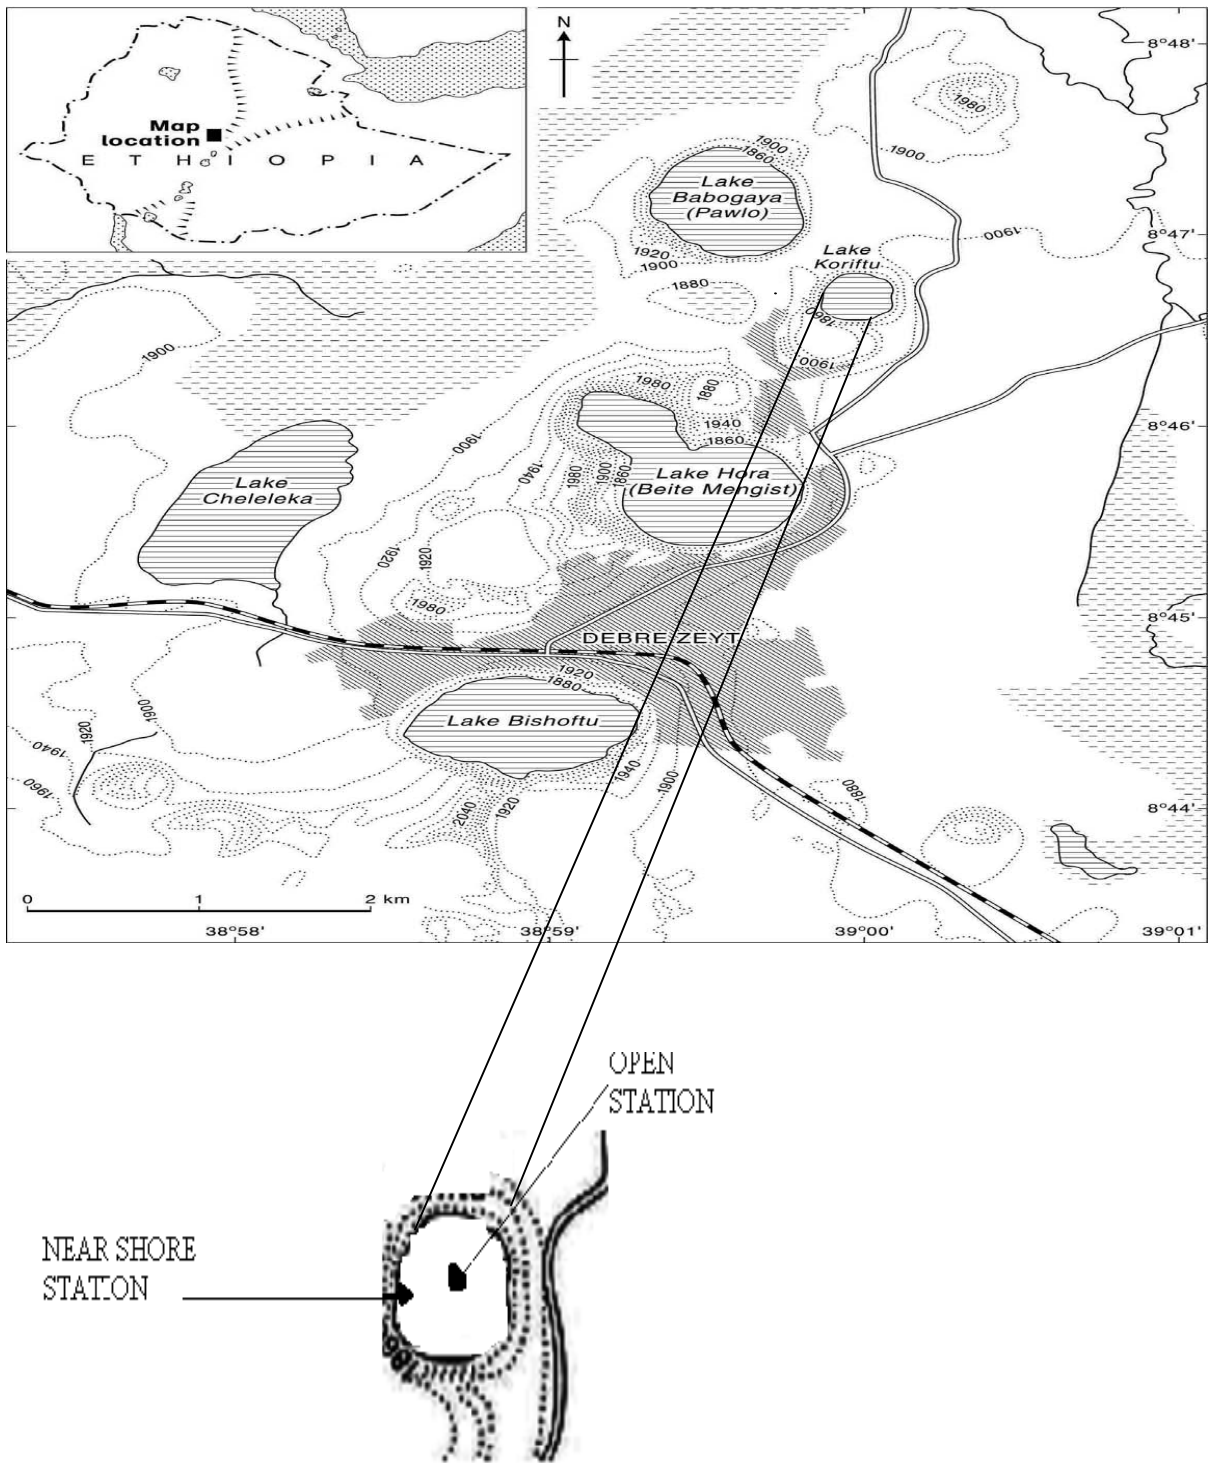 N
Map
location
ETHIOPIA
8°48'
1980
1900
1900
1860
Lake
Babogaya
(Pawlo)
8°47'
1900
1920
1900
Lake
Koriftu
1880
1860
1900
1900
1980
1880
1940
1860
8°46'
1900
1940
1980
1900
1860
Lake Hora
(Beite Mengist)
Lake
Cheleleka
1920
1920
1980
8°45'
DEBRE ZEYT
1920
1880
Lake Bishoftu
1900
1920
1940
1960
1940
1900
1880
2040
1920
8°44'
0 1 2 km
38°58' 38°59' 39°00' 39°01'
OPEN
STATION
NEAR SHORE
STATION
186